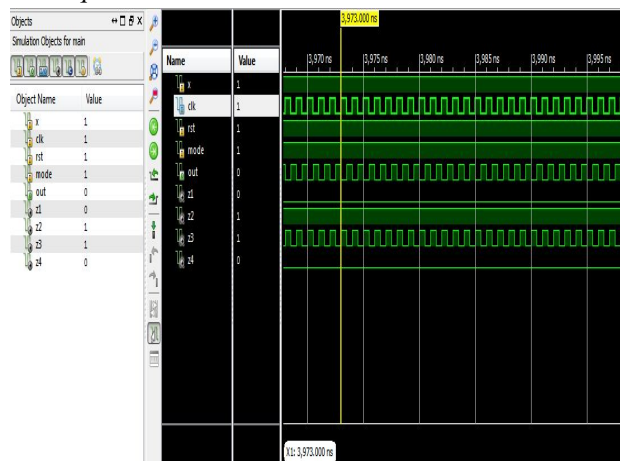 Objects
Simulation Objects for main
Object Name Value
x 1
clk 1
rst 1
mode 1
out 0
z1 0
z2 1
z3 1
z4 0
Name Value
x 1
clk 1
rst 1
mode 1
out 0
z1 0
z2 1
z3 1
z4 0
3,973.000 ns
3,970 ns 3,975 ns 3,980 ns 3,985 ns 3,990 ns 3,995 ns
X1: 3,973.000 ns